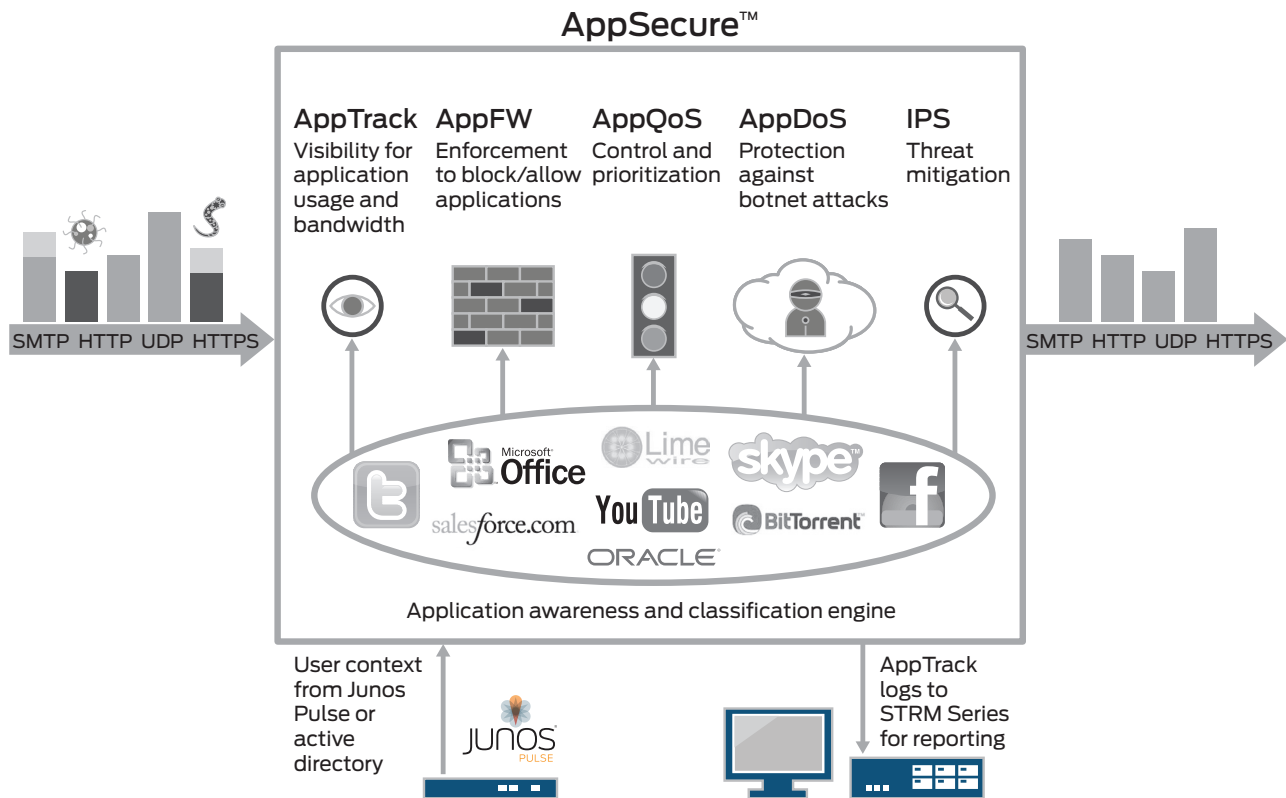 AppSecure™
AppTrack
Visibility for
application
usage and
bandwidth
AppFW
Enforcement
to block/allow
applications
AppQoS
Control and
prioritization
AppDoS
Protection
against
botnet attacks
IPS
Threat
mitigation
SMTP HTTP UDP HTTPS
SMTP HTTP UDP HTTPS
t
Microsoft®
Office
salesforce.com
Lime
wire
YouTube
ORACLE®
skype™
BitTorrent™
f
Application awareness and classification engine
User context
from Junos
Pulse or
active
directory
JUNOS®
PULSE
AppTrack
logs to
STRM Series
for reporting